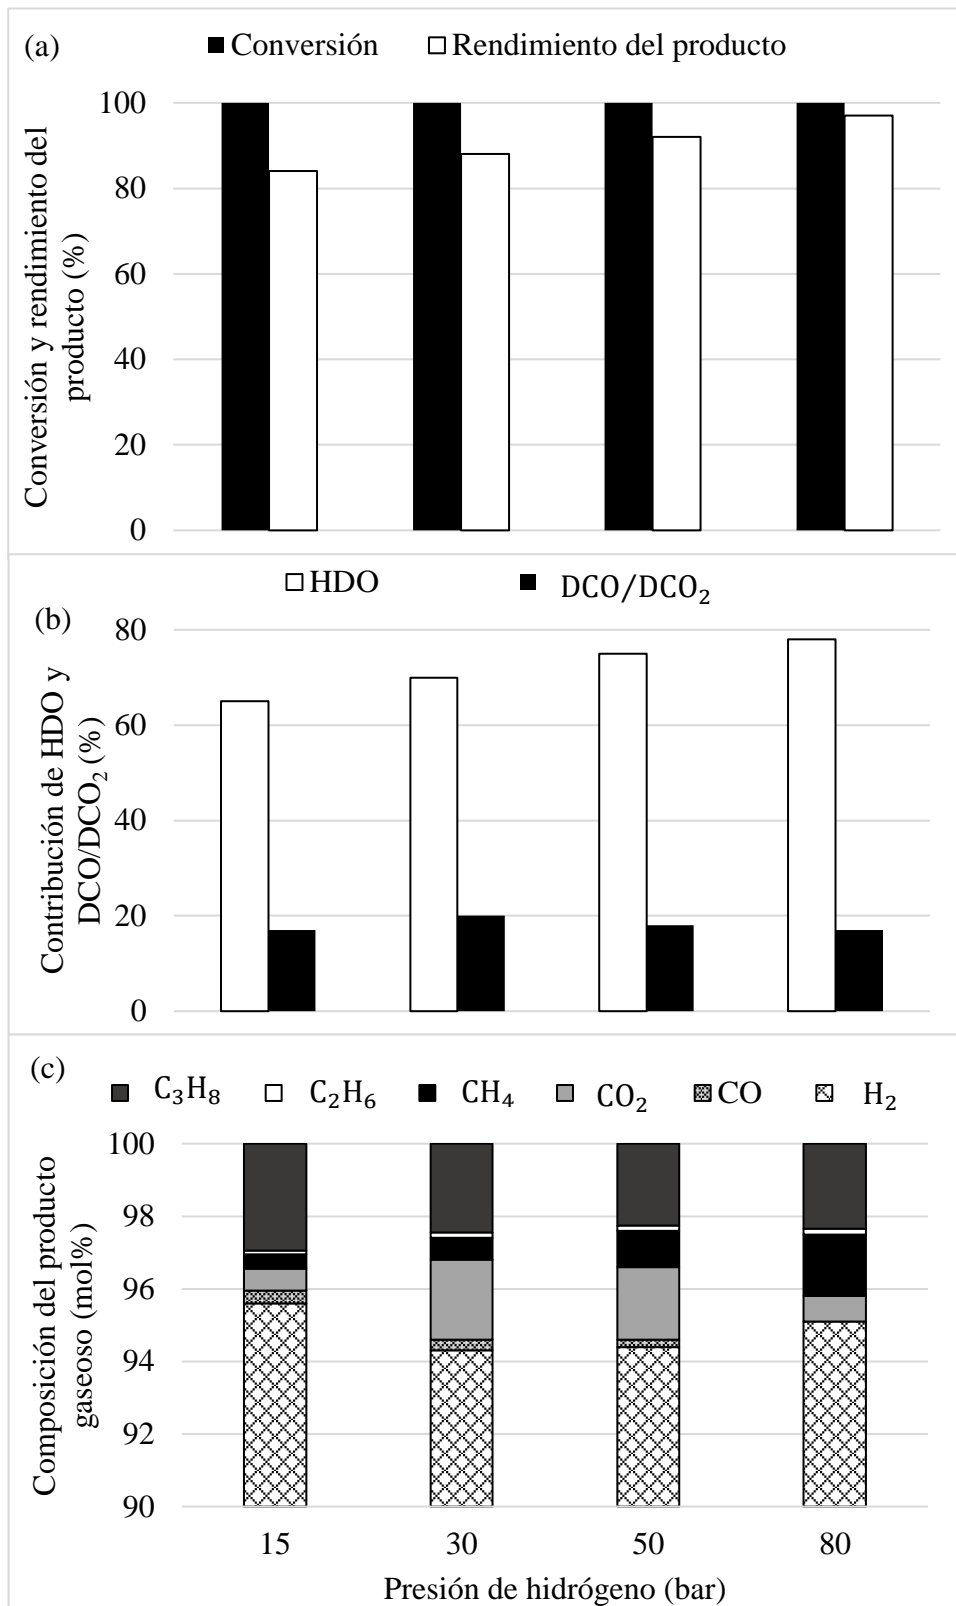 (a)
Conversión
Rendimiento del producto
Conversión y rendimiento del
producto (%)
100
80
60
40
20
0
HDO
DCO/DCO₂
(b)
Contribución de HDO y
DCO/DCO₂ (%)
80
60
40
20
0
(c)
C₃H₈
C₂H₆
CH₄
CO₂
CO
H₂
Composición del producto
gaseoso (mol%)
100
98
96
94
92
90
15
30
50
80
Presión de hidrógeno (bar)